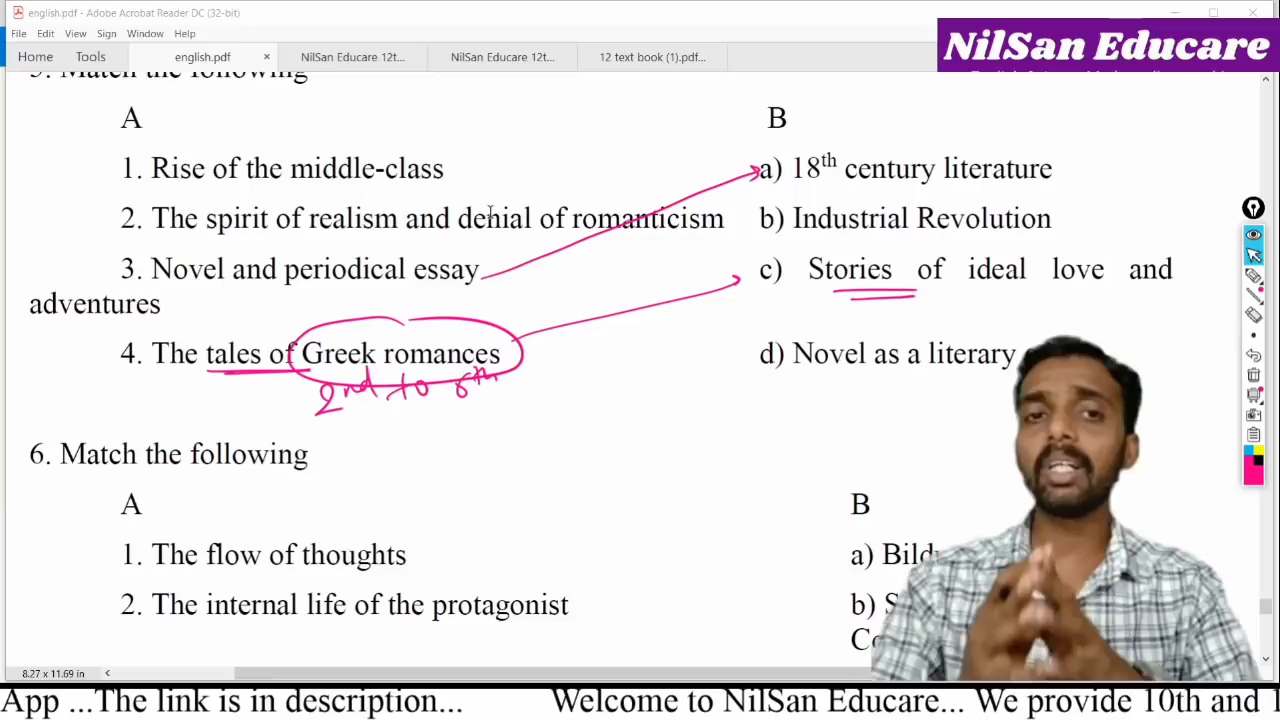 english.pdf - Adobe Acrobat Reader DC (32-bit)
File Edit View Sign Window Help
NilSan Educare
Home Tools english.pdf × NilSan Educare 12t... NilSan Educare 12t... 12 text book (1).pdf...
5. Match the following
A B
1. Rise of the middle-class a) 18th century literature
2. The spirit of realism and denial of romanticism b) Industrial Revolution
3. Novel and periodical essay c) Stories of ideal love and
adventures
4. The tales of Greek romances d) Novel as a literary
2nd to 6th
6. Match the following
A B
1. The flow of thoughts a)
2. The internal life of the protagonist b)
8.27 x 11.69 in
App ...The link is in description... Welcome to NilSan Educare... We provide 10th and